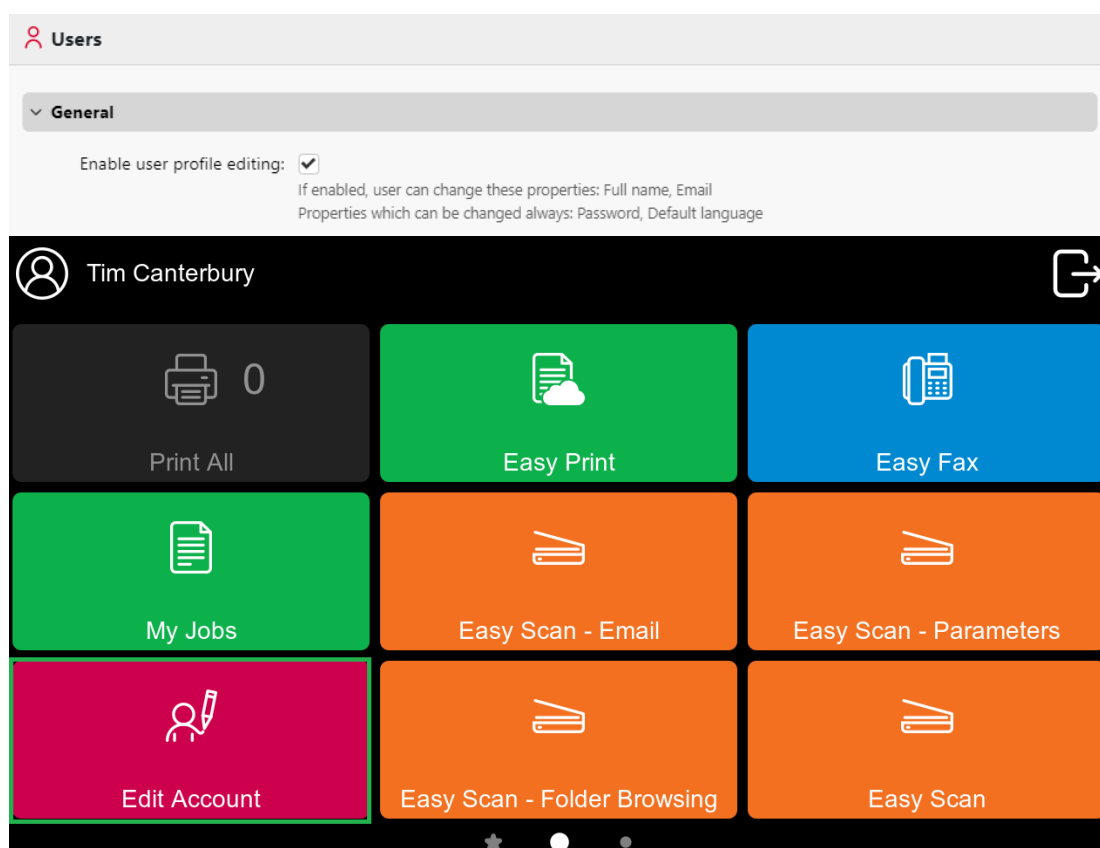 Users
General
Enable user profile editing:
If enabled, user can change these properties: Full name, Email
Properties which can be changed always: Password, Default language
Tim Canterbury
0
Print All
Easy Print
Easy Fax
My Jobs
Easy Scan - Email
Easy Scan - Parameters
Edit Account
Easy Scan - Folder Browsing
Easy Scan